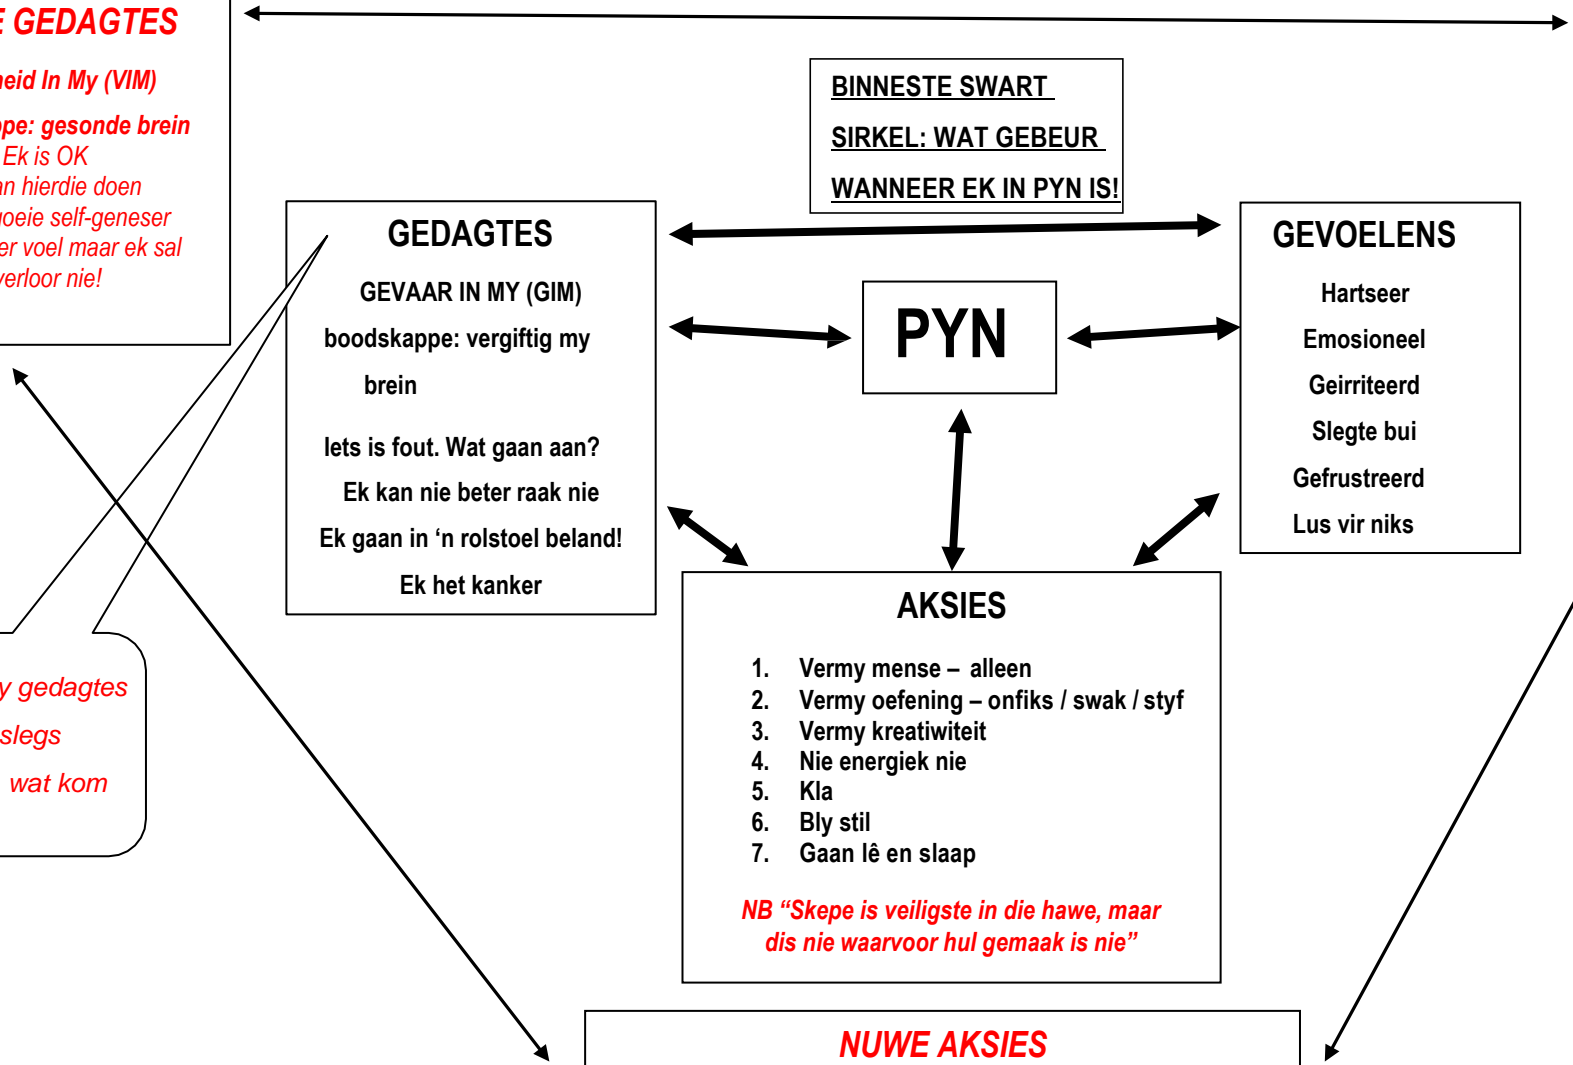 GEDAGTES
In My (VIM)
gesonde brein
Ek is OK
hierdie doen
goeie self-geneser
voel maar ek sal
verloor nie!
BINNESTE SWART
SIRKEL: WAT GEBEUR
WANNEER EK IN PYN IS!
GEDAGTES
GEVAAR IN MY (GIM)
boodskappe: vergiftig my
brein
Iets is fout. Wat gaan aan?
Ek kan nie beter raak nie
Ek gaan in ‘n rolstoel beland!
Ek het kanker
PYN
GEVOELENS
Hartseer
Emosioneel
Geirriteerd
Slegte bui
Gefrustreerd
Lus vir niks
gedagtes
slegs
wat kom
AKSIES
1. Vermy mense – alleen
2. Vermy oefening – onfiks / swak / styf
3. Vermy kreatiwiteit
4. Nie energiek nie
5. Kla
6. Bly stil
7. Gaan lê en slaap
NB “Skepe is veiligste in die hawe, maar
dis nie waarvoor hul gemaak is nie”
NUWE AKSIES